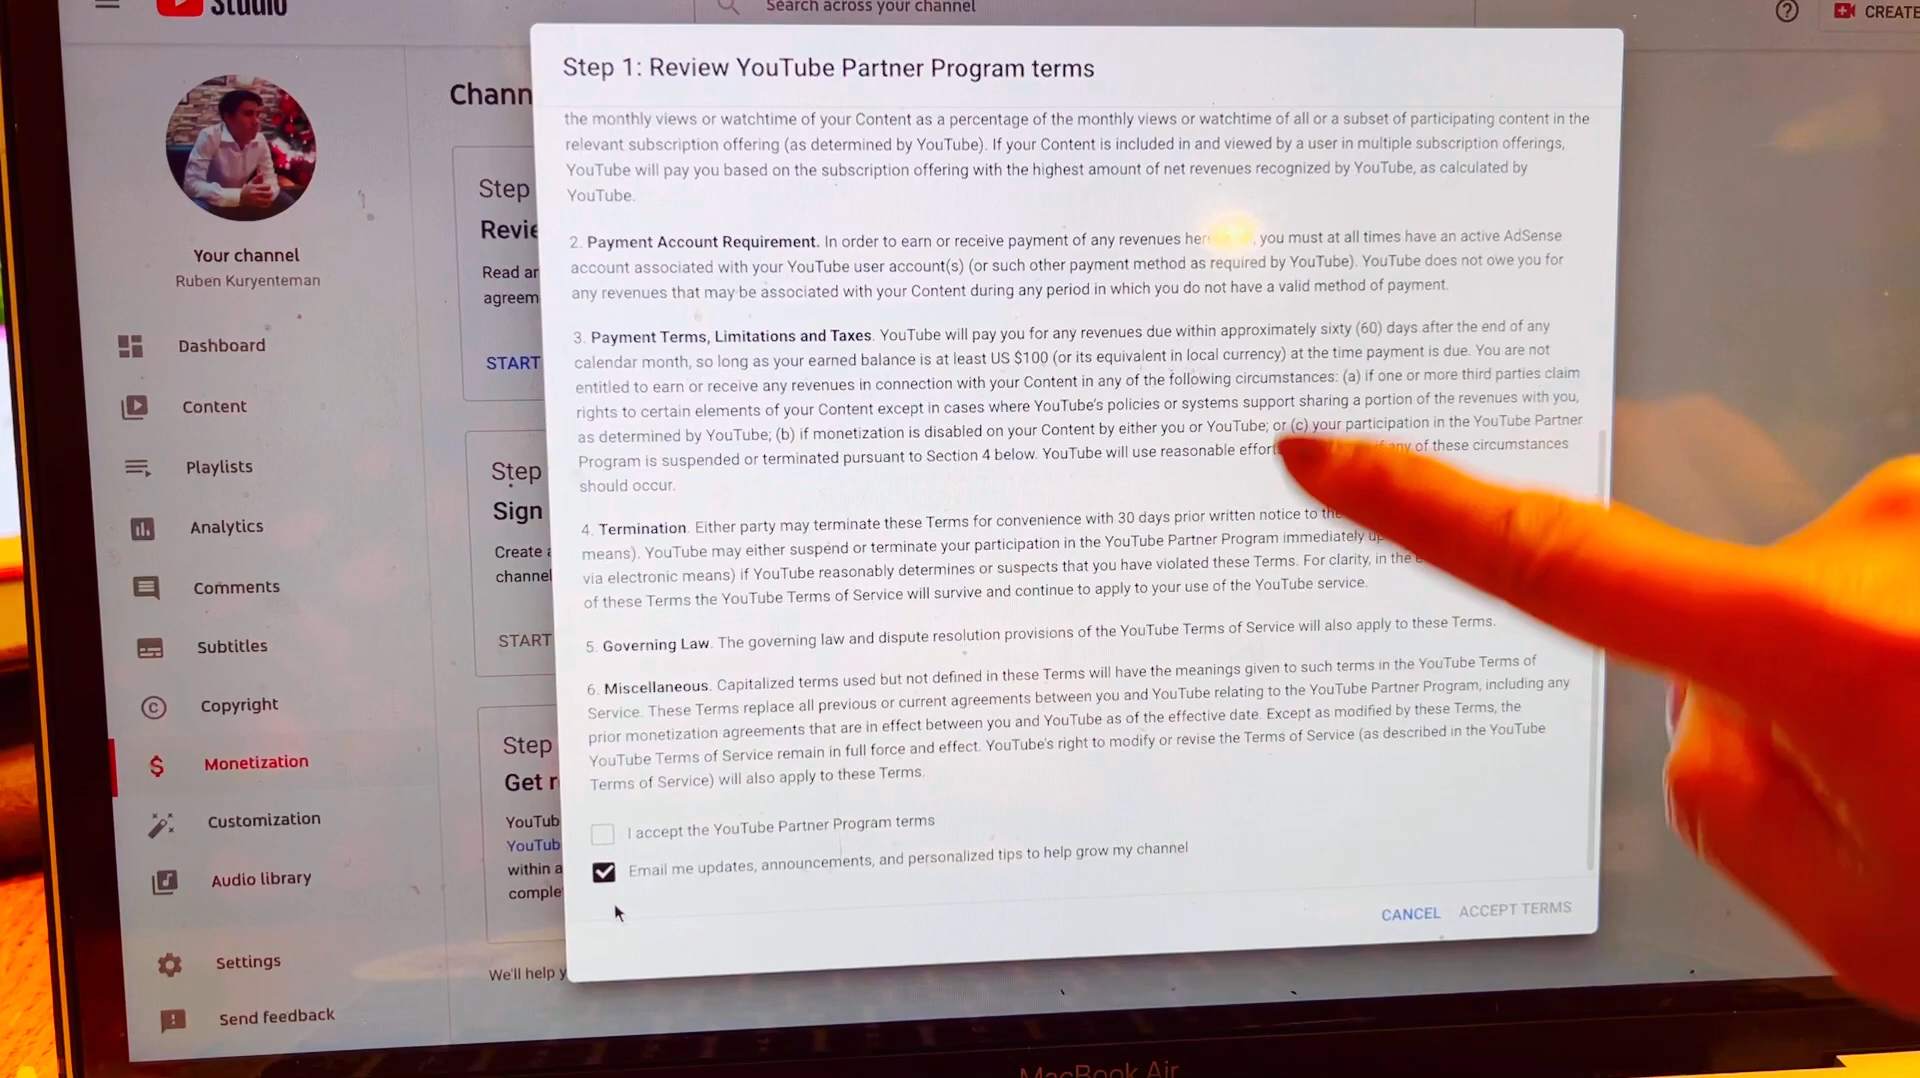 Studio
Search across your channel
CREATE
Your channel
Ruben Kuryenteman
Dashboard
Content
Playlists
Analytics
Comments
Subtitles
Copyright
Monetization
Customization
Audio library
Settings
Send feedback
Chann
Step
Revie
Read an
agreem
START
Step
Sign
Create a
channel
START
Step
Get r
YouTub
YouTub
within a
comple
We'll help y
Step 1: Review YouTube Partner Program terms
the monthly views or watchtime of your Content as a percentage of the monthly views or watchtime of all or a subset of participating content in the
relevant subscription offering (as determined by YouTube). If your Content is included in and viewed by a user in multiple subscription offerings,
YouTube will pay you based on the subscription offering with the highest amount of net revenues recognized by YouTube, as calculated by
YouTube.
2. Payment Account Requirement. In order to earn or receive payment of any revenues her , you must at all times have an active AdSense
account associated with your YouTube user account(s) (or such other payment method as required by YouTube). YouTube does not owe you for
any revenues that may be associated with your Content during any period in which you do not have a valid method of payment.
3. Payment Terms, Limitations and Taxes. YouTube will pay you for any revenues due within approximately sixty (60) days after the end of any
calendar month, so long as your earned balance is at least US $100 (or its equivalent in local currency) at the time payment is due. You are not
entitled to earn or receive any revenues in connection with your Content in any of the following circumstances: (a) if one or more third parties claim
rights to certain elements of your Content except in cases where YouTube's policies or systems support sharing a portion of the revenues with you,
as determined by YouTube; (b) if monetization is disabled on your Content by either you or YouTube; or (c) your participation in the YouTube Partner
Program is suspended or terminated pursuant to Section 4 below. YouTube will use reasonable effort if any of these circumstances
should occur.
4. Termination. Either party may terminate these Terms for convenience with 30 days prior written notice to the
means). YouTube may either suspend or terminate your participation in the YouTube Partner Program immediately up
via electronic means) if YouTube reasonably determines or suspects that you have violated these Terms. For clarity, in the e
of these Terms the YouTube Terms of Service will survive and continue to apply to your use of the YouTube service.
5. Governing Law. The governing law and dispute resolution provisions of the YouTube Terms of Service will also apply to these Terms.
6. Miscellaneous. Capitalized terms used but not defined in these Terms will have the meanings given to such terms in the YouTube Terms of
Service. These Terms replace all previous or current agreements between you and YouTube relating to the YouTube Partner Program, including any
prior monetization agreements that are in effect between you and YouTube as of the effective date. Except as modified by these Terms, the
YouTube Terms of Service remain in full force and effect. YouTube's right to modify or revise the Terms of Service (as described in the YouTube
Terms of Service) will also apply to these Terms.
I accept the YouTube Partner Program terms
Email me updates, announcements, and personalized tips to help grow my channel
CANCEL ACCEPT TERMS
MacBook Air